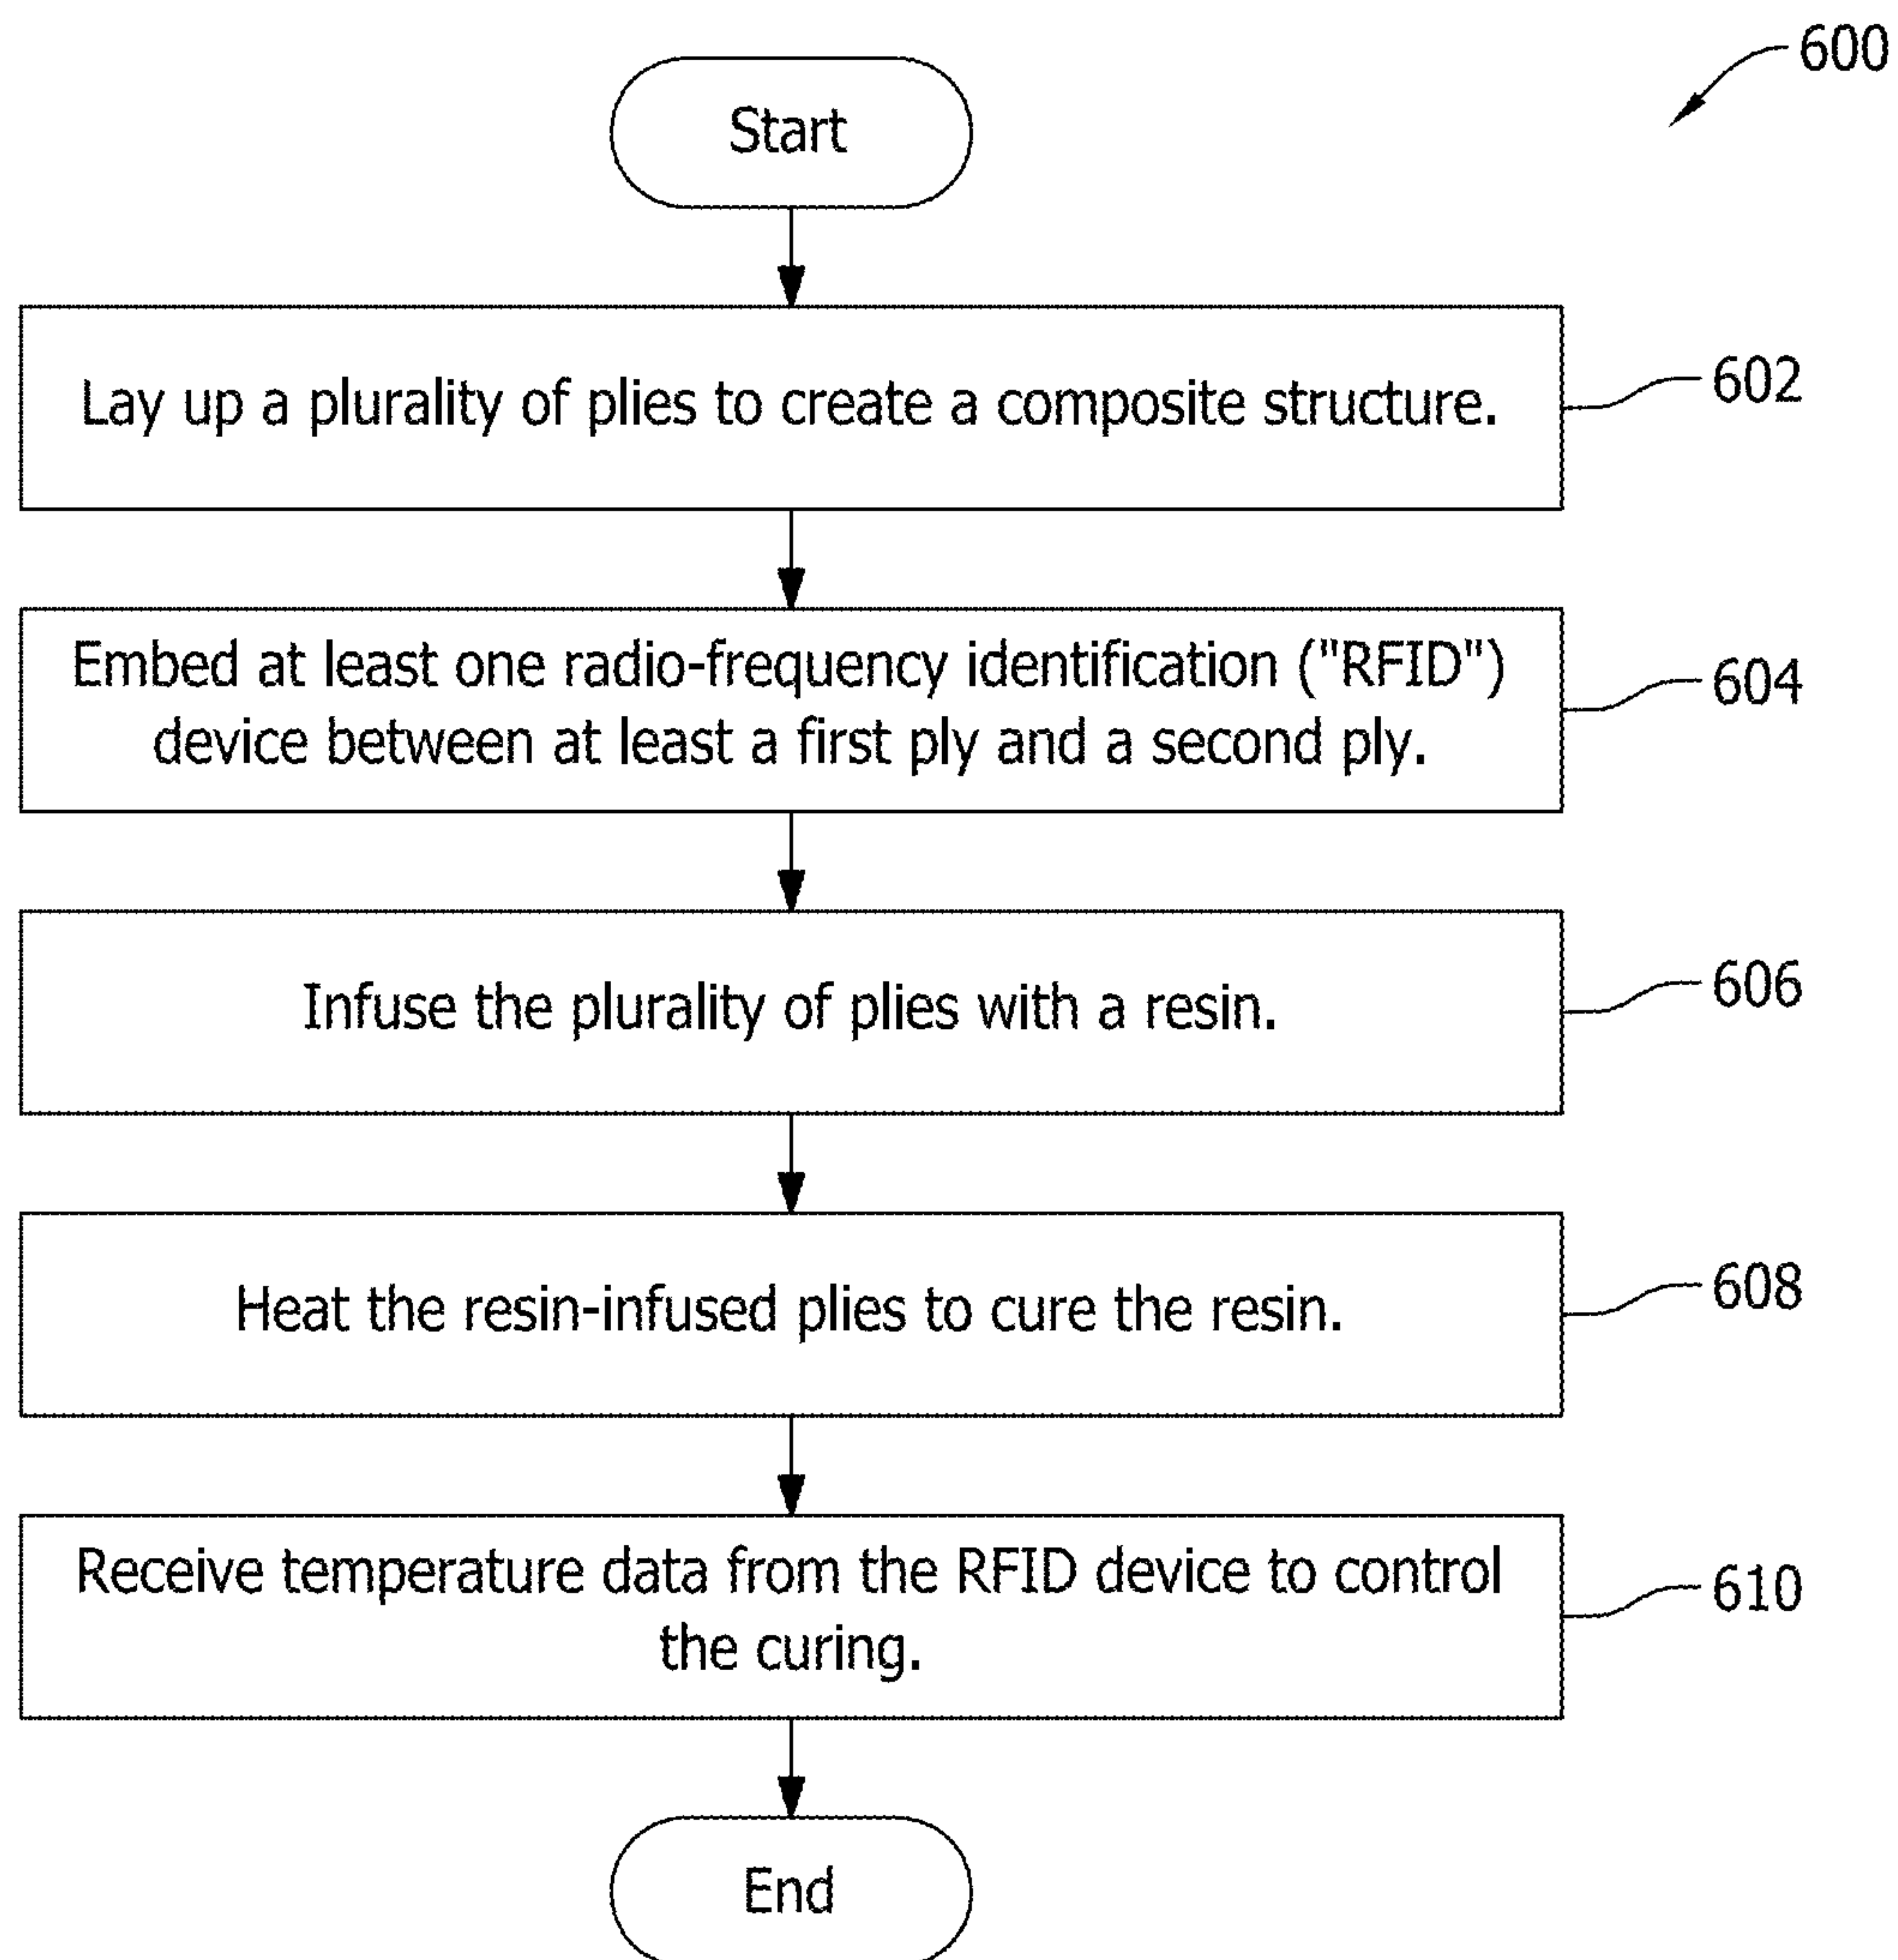 600
Start
Lay up a plurality of plies to create a composite structure.
602
Embed at least one radio-frequency identification ("RFID")
device between at least a first ply and a second ply.
604
Infuse the plurality of plies with a resin.
606
Heat the resin-infused plies to cure the resin.
608
Receive temperature data from the RFID device to control
the curing.
610
End